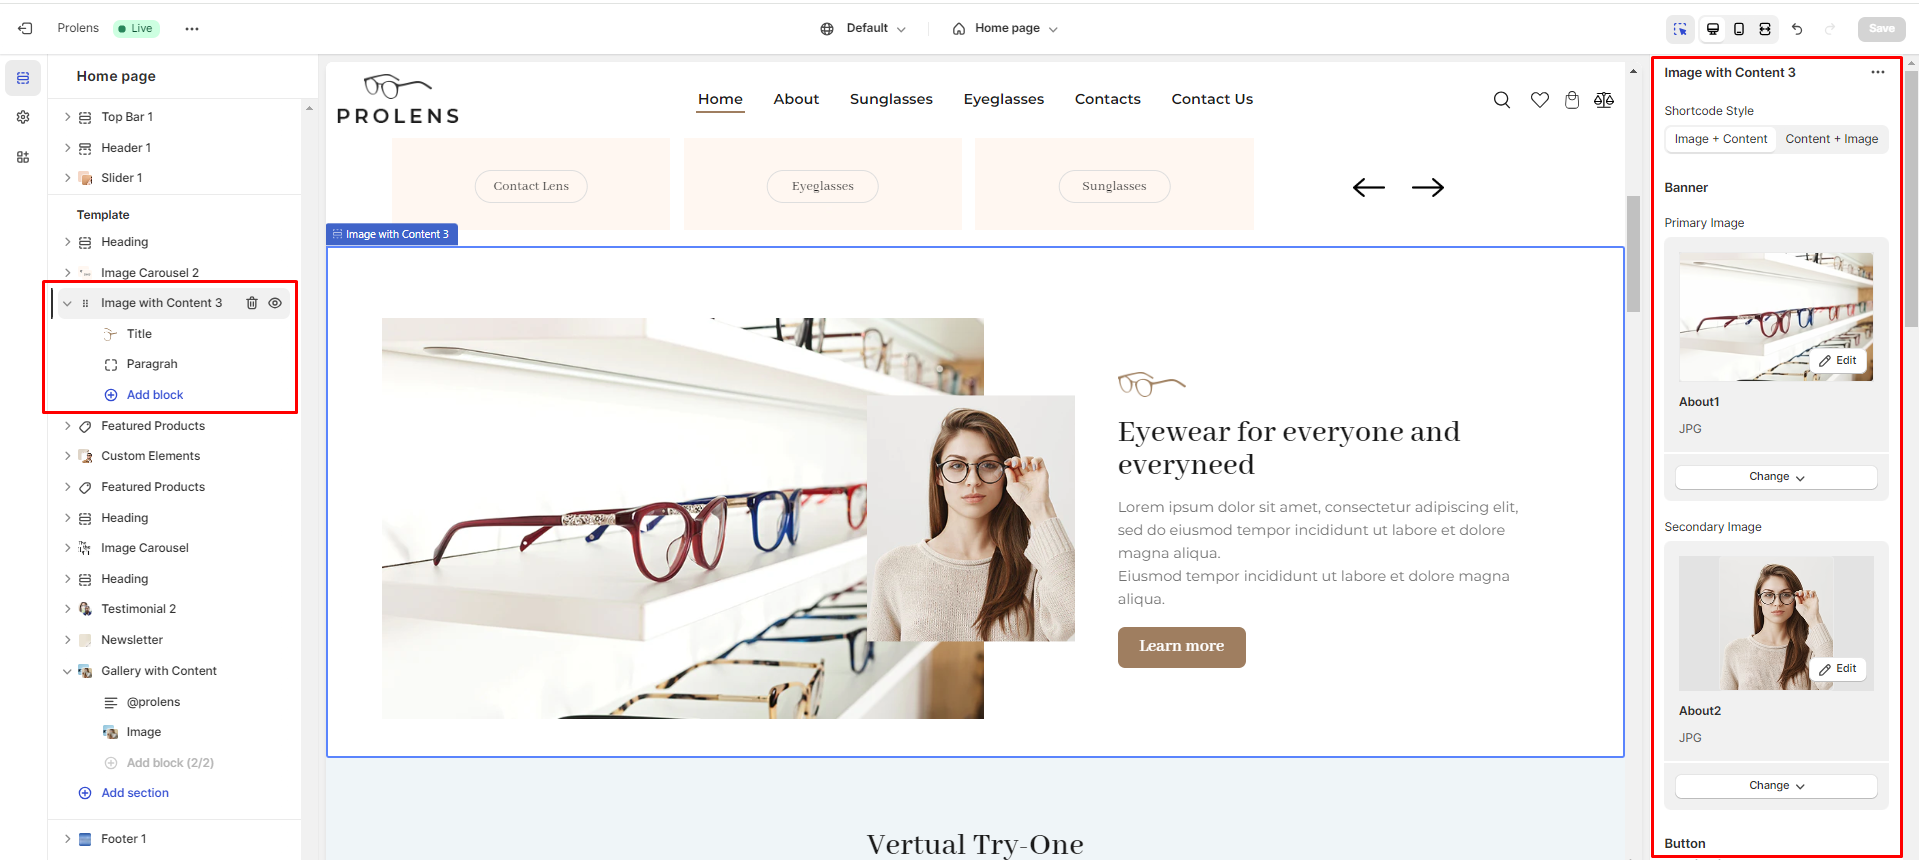 Prolens
Live
Default
Home page
Save
Home page
Top Bar 1
Header 1
Slider 1
Template
Heading
Image Carousel 2
Image with Content 3
Title
Paragrah
Add block
Featured Products
Custom Elements
Featured Products
Heading
Image Carousel
Heading
Testimonial 2
Newsletter
Gallery with Content
@prolens
Image
Add block (2/2)
Add section
Footer 1
PROLENS
Home
About
Sunglasses
Eyeglasses
Contacts
Contact Us
Contact Lens
Eyeglasses
Sunglasses
Image with Content 3
Eyewear for everyone and
everyneed
Lorem ipsum dolor sit amet, consectetur adipiscing elit,
sed do eiusmod tempor incididunt ut labore et dolore
magna aliqua.
Eiusmod tempor incididunt ut labore et dolore magna
aliqua.
Learn more
Vertual Try-One
Image with Content 3
Shortcode Style
Image + Content
Content + Image
Banner
Primary Image
Edit
About1
JPG
Change
Secondary Image
Edit
About2
JPG
Change
Button